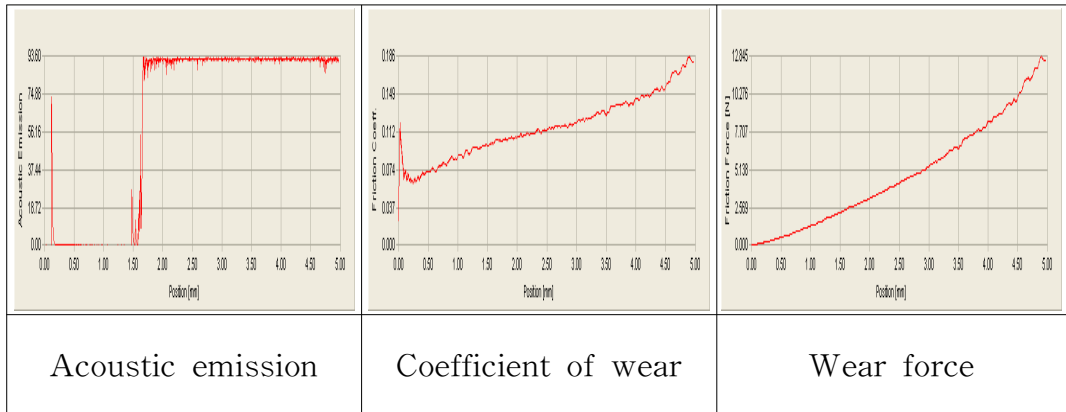 93.60
74.88
56.16
37.44
18.72
0.00
Acoustic Emission
0.00 0.50 1.00 1.50 2.00 2.50 3.00 3.50 4.00 4.50 5.00
Position [mm]
0.186
0.149
0.112
0.074
0.037
0.000
Friction Coeff.
0.00 0.50 1.00 1.50 2.00 2.50 3.00 3.50 4.00 4.50 5.00
Position [mm]
12.845
10.276
7.707
5.138
2.569
0.000
Friction Force [N]
0.00 0.50 1.00 1.50 2.00 2.50 3.00 3.50 4.00 4.50 5.00
Position [mm]
Acoustic emission
Coefficient of wear
Wear force